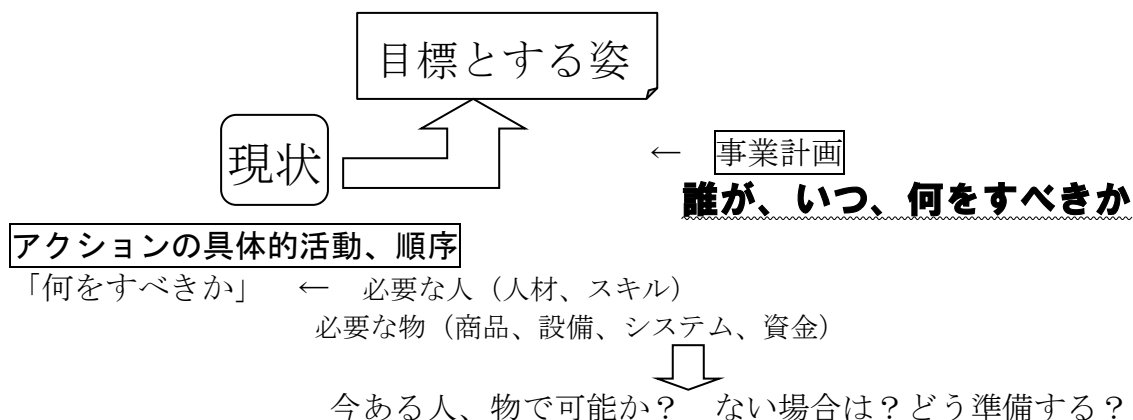 目標とする姿
現状
← 事業計画
誰が、いつ、何をすべきか
アクションの具体的活動、順序
「何をすべきか」 ← 必要な人（人材、スキル）
必要な物（商品、設備、システム、資金）
今ある人、物で可能か？ ない場合は？どう準備する？